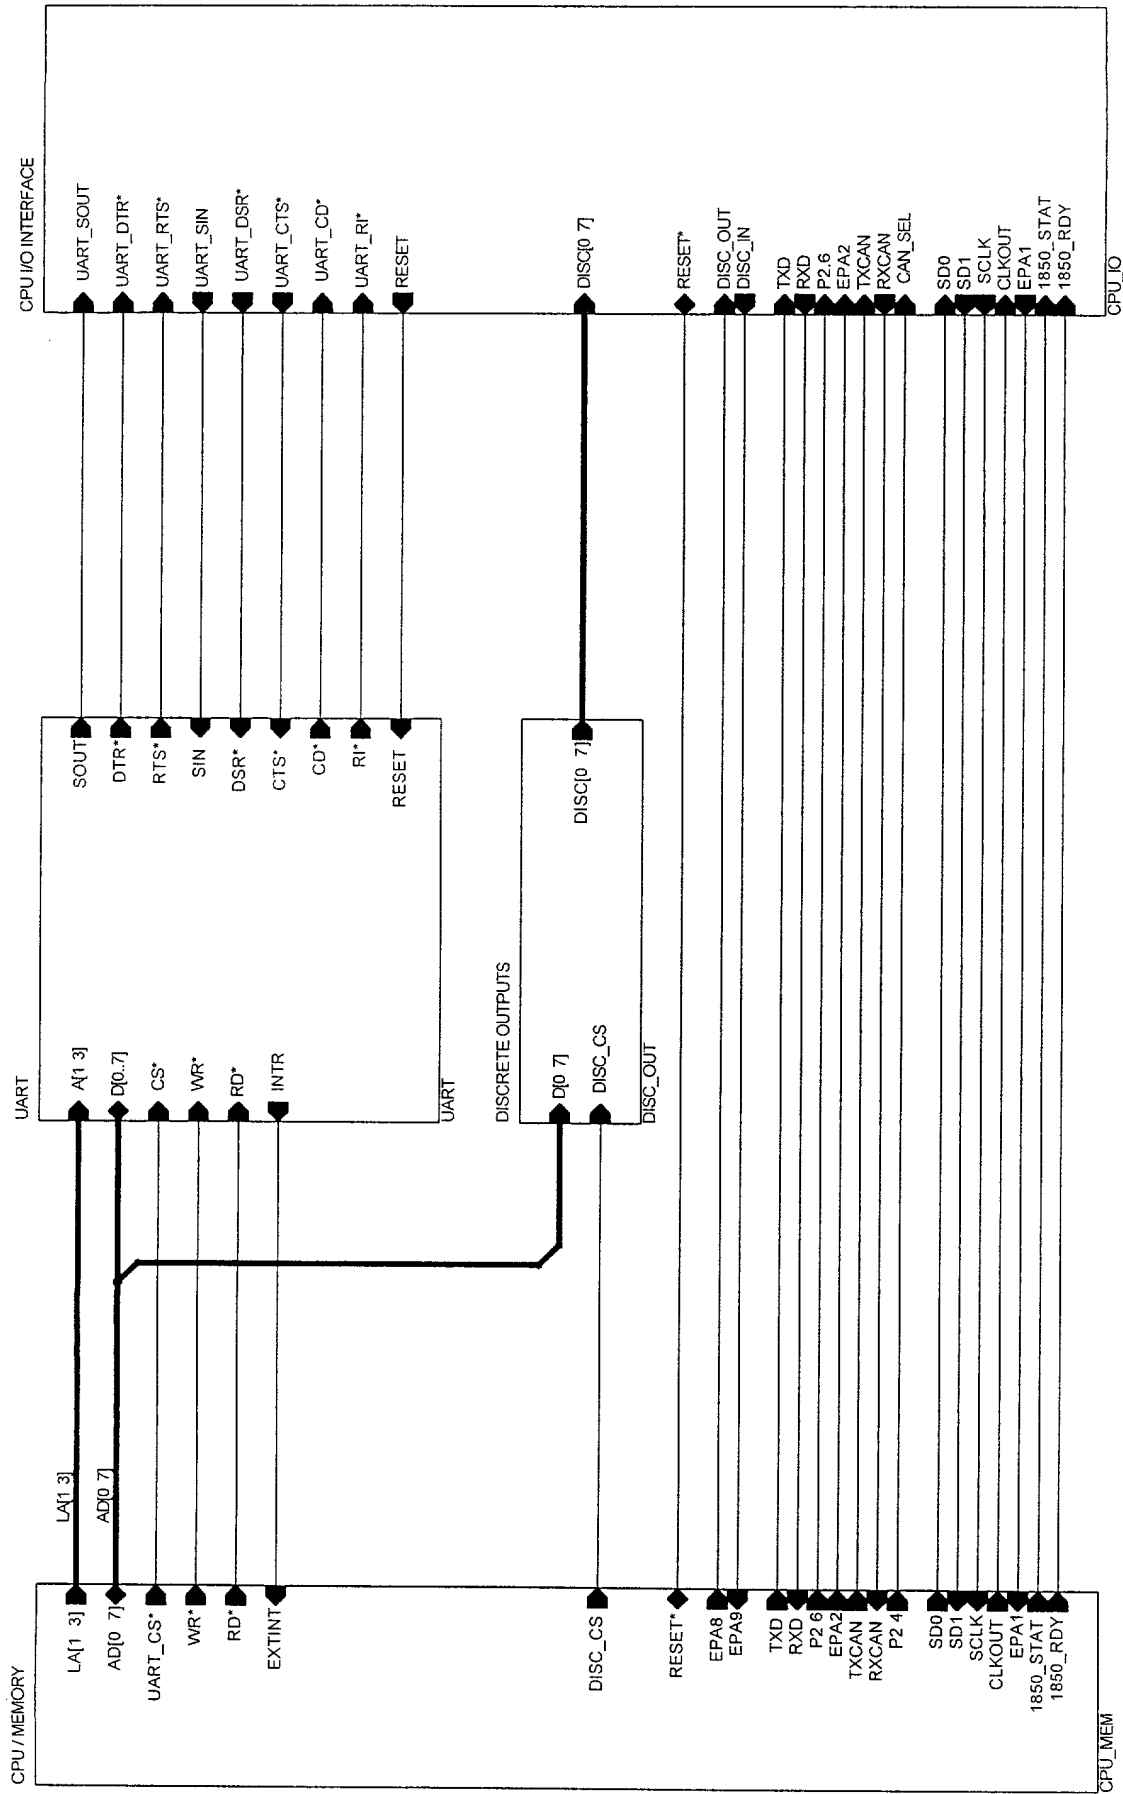 CPU / MEMORY
LA[1 3]
AD[0 7]
UART_CS*
WR*
RD*
EXTINT
DISC_CS
RESET*
EPA8
EPA9
TXD
RXD
P2 6
EPA2
TXCAN
RXCAN
P2 4
SD0
SD1
SCLK
CLKOUT
EPA1
1850_STAT
1850_RDY
CPU_MEM
LA[1 3]
AD[0 7]
UART
A[1 3]
D[0..7]
CS*
WR*
RD*
INTR
SOUT
DTR*
RTS*
SIN
DSR*
CTS*
CD*
RI*
RESET
UART
DISCRETE OUTPUTS
D[0 7]
DISC_CS
DISC[0 7]
DISC_OUT
CPU I/O INTERFACE
UART_SOUT
UART_DTR*
UART_RTS*
UART_SIN
UART_DSR*
UART_CTS*
UART_CD*
UART_RI*
RESET
DISC[0 7]
RESET*
DISC_OUT
DISC_IN
TXD
RXD
P2.6
EPA2
TXCAN
RXCAN
CAN_SEL
SD0
SD1
SCLK
CLKOUT
EPA1
1850_STAT
1850_RDY
CPU_IO